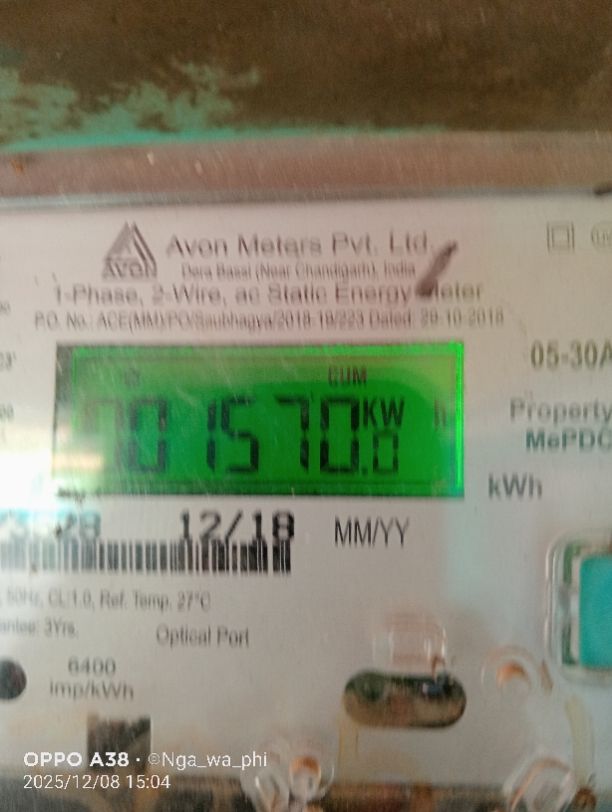 Avon Meters Pvt. Ltd.
AVON
Dera Bassi (Near Chandigarh), India
1-Phase, 2-Wire, ac Static Energy Meter
P.O. No.: ACE(MM)/PO/Saubhagya/2018-19/223 Dated: 29-10-2018
05-30A
CUM
001570.0 KW h
Property
MePDC
kWh
28 12/18 MM/YY
50Hz, CL.1.0, Ref. Temp. 27°C
3Yrs.
Optical Port
6400
imp/kWh
OPPO A38 · ©Nga_wa_phi
2025/12/08 15:04